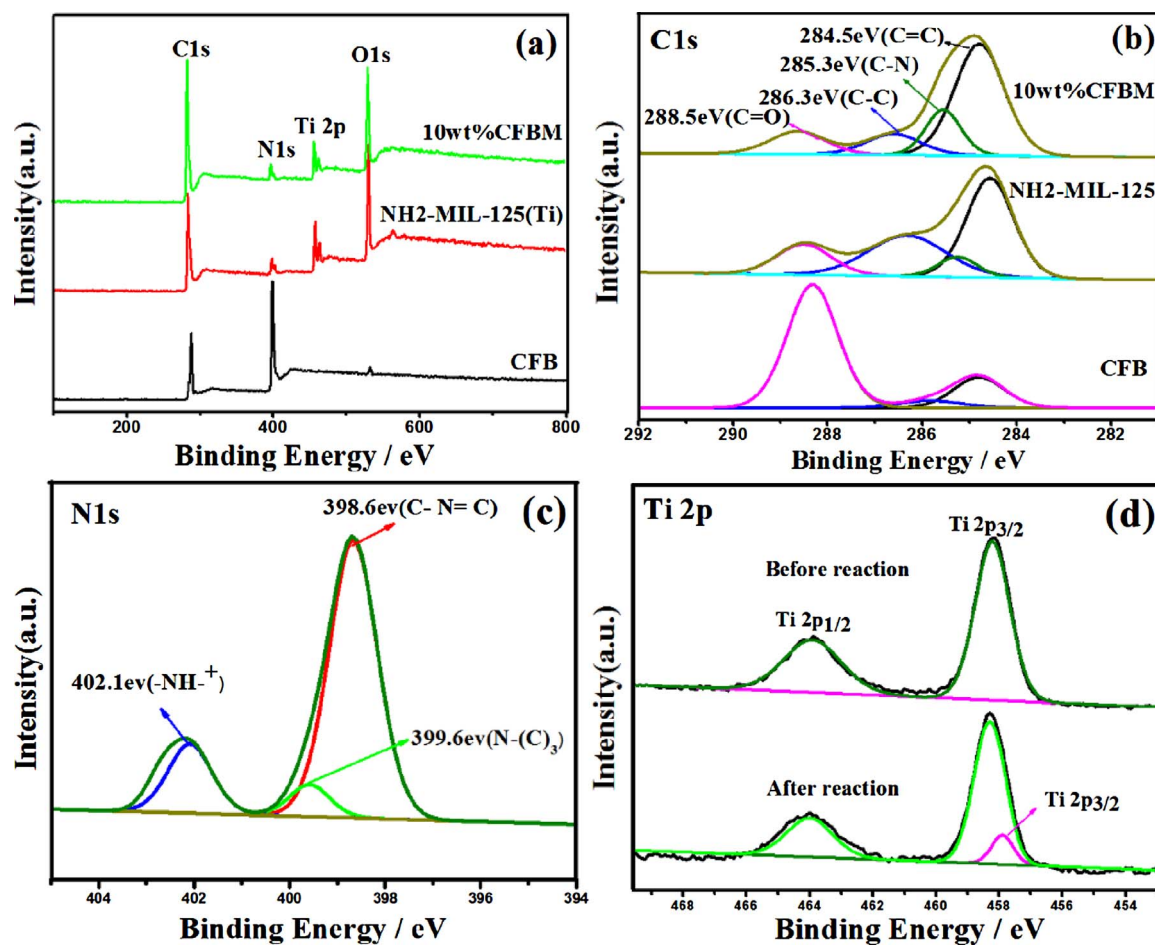 (a)
C1s
O1s
Ti 2p
N1s
10wt%CFBM
NH2-MIL-125(Ti)
CFB
Intensity(a.u.)
200 400 600 800
Binding Energy / eV
C1s
(b)
284.5eV(C=C)
285.3eV(C-N)
286.3eV(C-C)
288.5eV(C=O)
10wt%CFBM
NH2-MIL-125
CFB
Intensity(a.u.)
292 290 288 286 284 282
Binding Energy / eV
N1s
(c)
398.6ev(C- N= C)
402.1ev(-NH-⁺)
399.6ev(N-(C)₃)
Intensity(a.u.)
404 402 400 398 396 394
Binding Energy / eV
Ti 2p
(d)
Ti 2p₃/₂
Before reaction
Ti 2p₁/₂
After reaction
Ti 2p₃/₂
Intensity(a.u.)
468 466 464 462 460 458 456 454
Binding Energy / eV